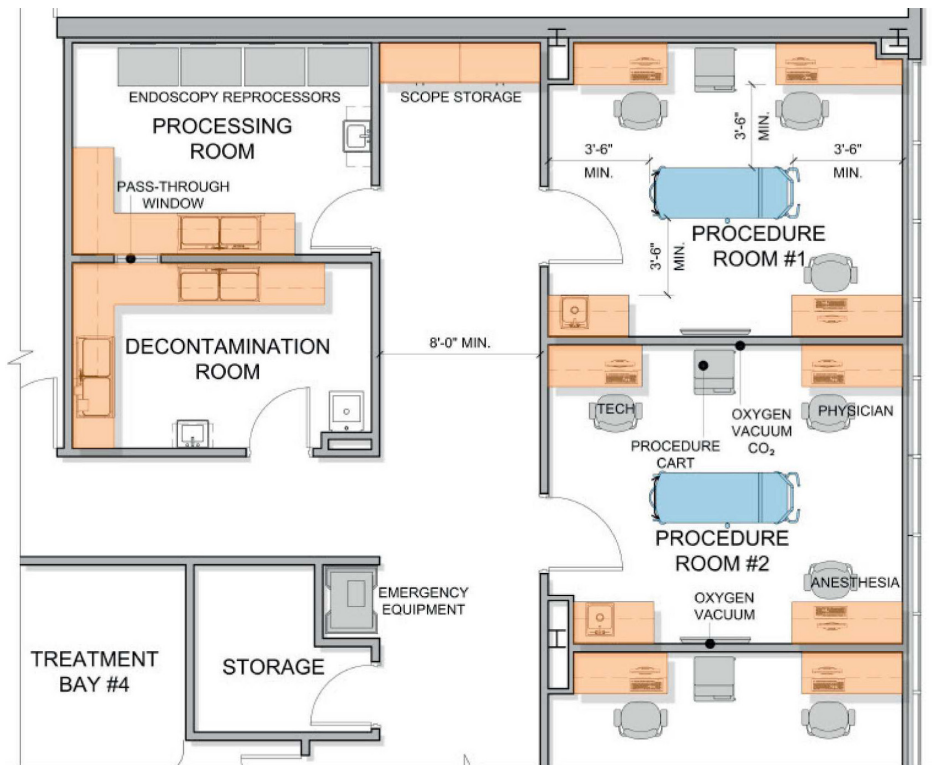 ENDOSCOPY REPROCESSORS
SCOPE STORAGE
PROCESSING
ROOM
PASS-THROUGH
WINDOW
3'-6"
MIN.
3'-6"
MIN.
3'-6"
MIN.
3'-6"
MIN.
PROCEDURE
ROOM #1
DECONTAMINATION
ROOM
8'-0" MIN.
TECH
PHYSICIAN
OXYGEN
VACUUM
CO₂
PROCEDURE
CART
PROCEDURE
ROOM #2
ANESTHESIA
OXYGEN
VACUUM
EMERGENCY
EQUIPMENT
TREATMENT
BAY #4
STORAGE